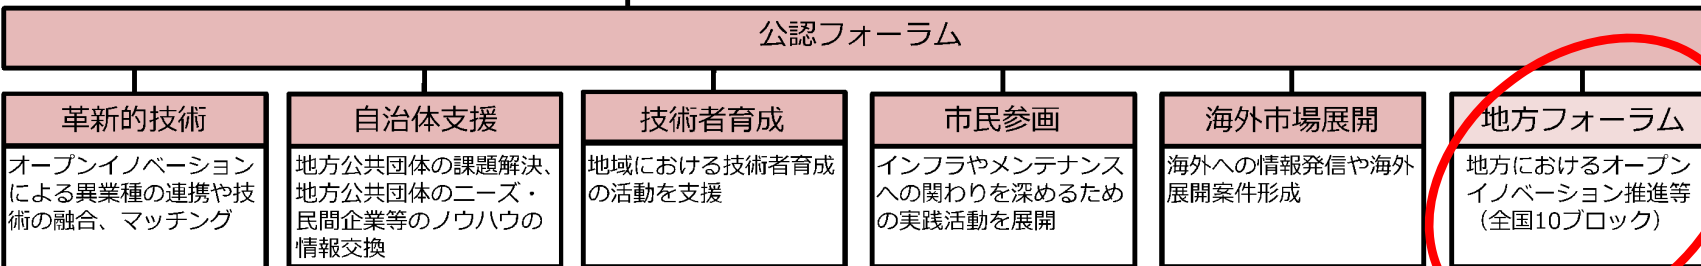 公認フォーラム
革新的技術
オープンイノベーション
による異業種の連携や技
術の融合、マッチング
自治体支援
地方公共団体の課題解決、
地方公共団体のニーズ・
民間企業等のノウハウの
情報交換
技術者育成
地域における技術者育成
の活動を支援
市民参画
インフラやメンテナンス
への関わりを深めるため
の実践活動を展開
海外市場展開
海外への情報発信や海外
展開案件形成
地方フォーラム
地方におけるオープン
イノベーション推進等
（全国10ブロック）